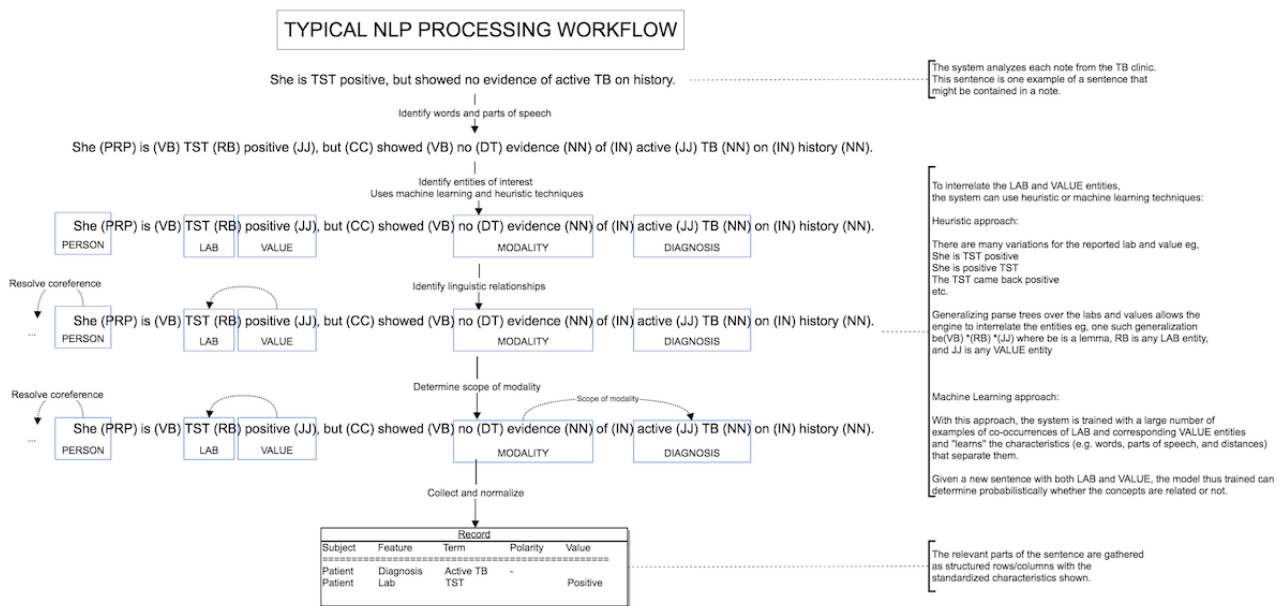 TYPICAL NLP PROCESSING WORKFLOW
She is TST positive, but showed no evidence of active TB on history.
The system analyzes each note from the TB clinic.
This sentence is one example of a sentence that
might be contained in a note.
Identify words and parts of speech
She (PRP) is (VB) TST (RB) positive (JJ), but (CC) showed (VB) no (DT) evidence (NN) of (IN) active (JJ) TB (NN) on (IN) history (NN).
Identify entities of interest
Uses machine learning and heuristic techniques
She (PRP) is (VB) TST (RB) positive (JJ), but (CC) showed (VB) no (DT) evidence (NN) of (IN) active (JJ) TB (NN) on (IN) history (NN).
PERSON LAB VALUE MODALITY DIAGNOSIS
Resolve coreference
Identify linguistic relationships
...
She (PRP) is (VB) TST (RB) positive (JJ), but (CC) showed (VB) no (DT) evidence (NN) of (IN) active (JJ) TB (NN) on (IN) history (NN).
PERSON LAB VALUE MODALITY DIAGNOSIS
Determine scope of modality
Resolve coreference
Scope of modality
...
She (PRP) is (VB) TST (RB) positive (JJ), but (CC) showed (VB) no (DT) evidence (NN) of (IN) active (JJ) TB (NN) on (IN) history (NN).
PERSON LAB VALUE MODALITY DIAGNOSIS
To interrelate the LAB and VALUE entities,
the system can use heuristic or machine learning techniques:
Heuristic approach:
There are many variations for the reported lab and value eg,
She is TST positive
She is positive TST
The TST came back positive
etc.
Generalizing parse trees over the labs and values allows the
engine to interrelate the entities eg, one such generalization
be(VB) *(RB) *(JJ) where be is a lemma, RB is any LAB entity,
and JJ is any VALUE entity
Machine Learning approach:
With this approach, the system is trained with a large number of
examples of co-occurrences of LAB and corresponding VALUE entities
and "learns" the characteristics (e.g. words, parts of speech, and distances)
that separate them.
Given a new sentence with both LAB and VALUE, the model thus trained can
determine probabilistically whether the concepts are related or not.
Collect and normalize
Record
Subject Feature Term Polarity Value
==================================================
Patient Diagnosis Active TB -
Patient Lab TST Positive
The relevant parts of the sentence are gathered
as structured rows/columns with the
standardized characteristics shown.